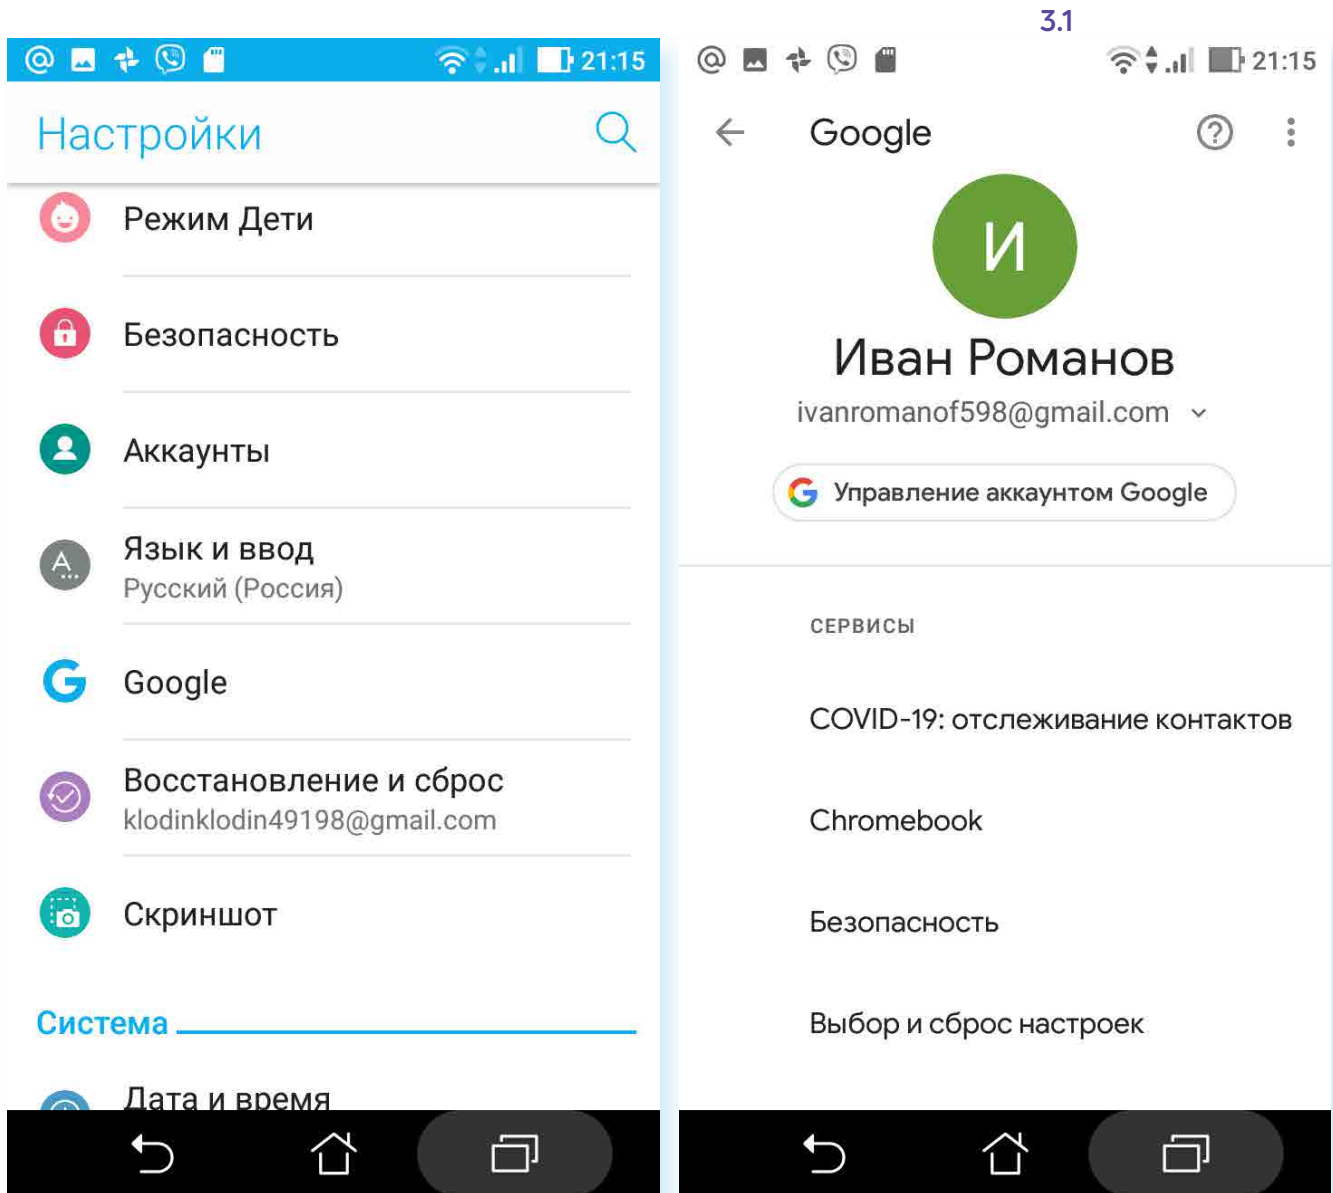 3.1
21:15
Настройки
Режим Дети
Безопасность
Аккаунты
Язык и ввод
Русский (Россия)
Google
Восстановление и сброс
klodinklodin49198@gmail.com
Скриншот
Система
Дата и время
21:15
Google
И
Иван Романов
ivanromanof598@gmail.com
Управление аккаунтом Google
СЕРВИСЫ
COVID-19: отслеживание контактов
Chromebook
Безопасность
Выбор и сброс настроек